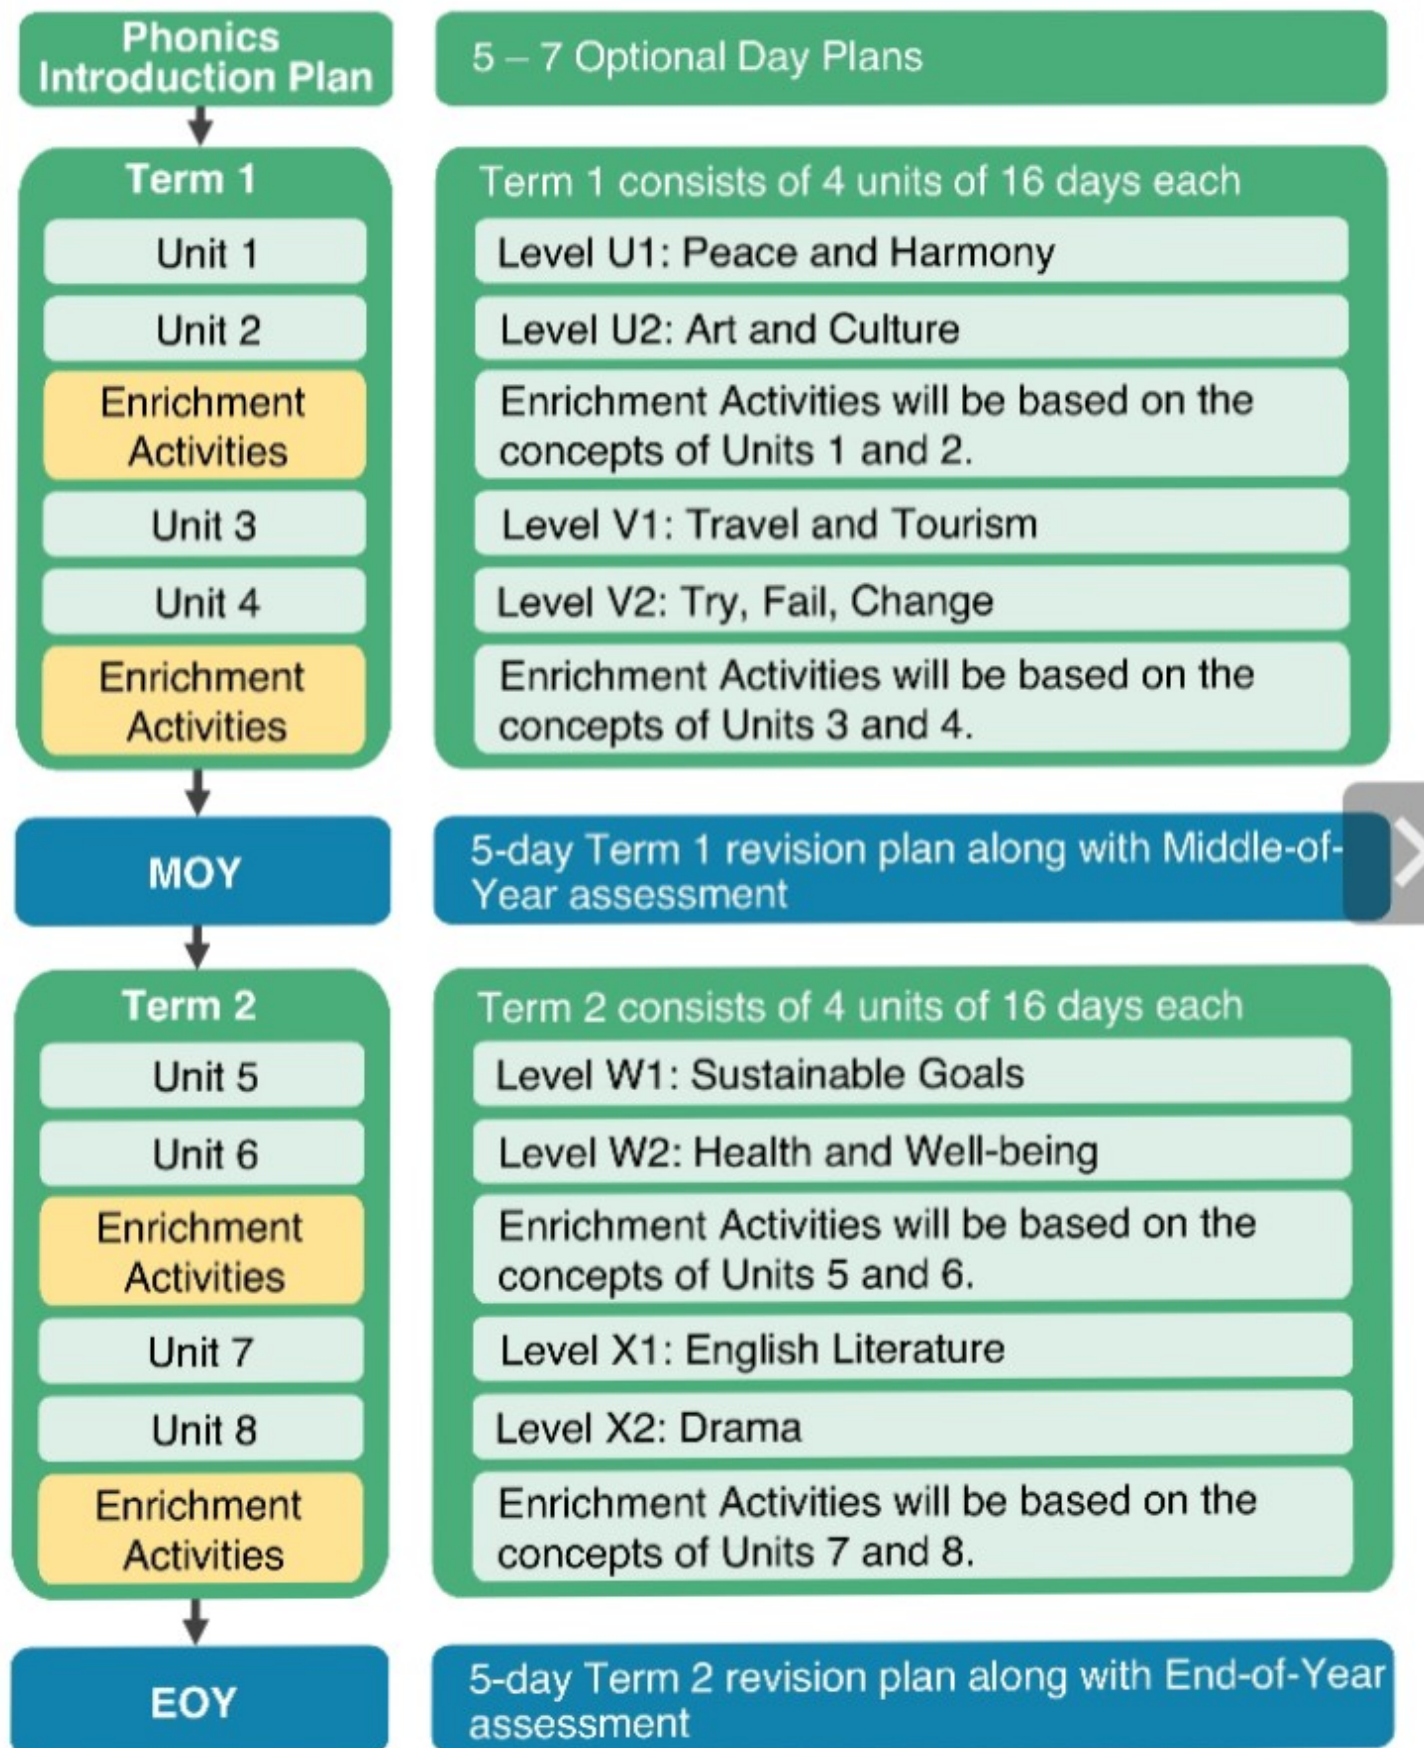 Phonics
Introduction Plan
5 – 7 Optional Day Plans
Term 1
Term 1 consists of 4 units of 16 days each
Unit 1
Level U1: Peace and Harmony
Unit 2
Level U2: Art and Culture
Enrichment
Activities
Enrichment Activities will be based on the
concepts of Units 1 and 2.
Unit 3
Level V1: Travel and Tourism
Unit 4
Level V2: Try, Fail, Change
Enrichment
Activities
Enrichment Activities will be based on the
concepts of Units 3 and 4.
MOY
5-day Term 1 revision plan along with Middle-of-
Year assessment
Term 2
Term 2 consists of 4 units of 16 days each
Unit 5
Level W1: Sustainable Goals
Unit 6
Level W2: Health and Well-being
Enrichment
Activities
Enrichment Activities will be based on the
concepts of Units 5 and 6.
Unit 7
Level X1: English Literature
Unit 8
Level X2: Drama
Enrichment
Activities
Enrichment Activities will be based on the
concepts of Units 7 and 8.
EOY
5-day Term 2 revision plan along with End-of-Year
assessment